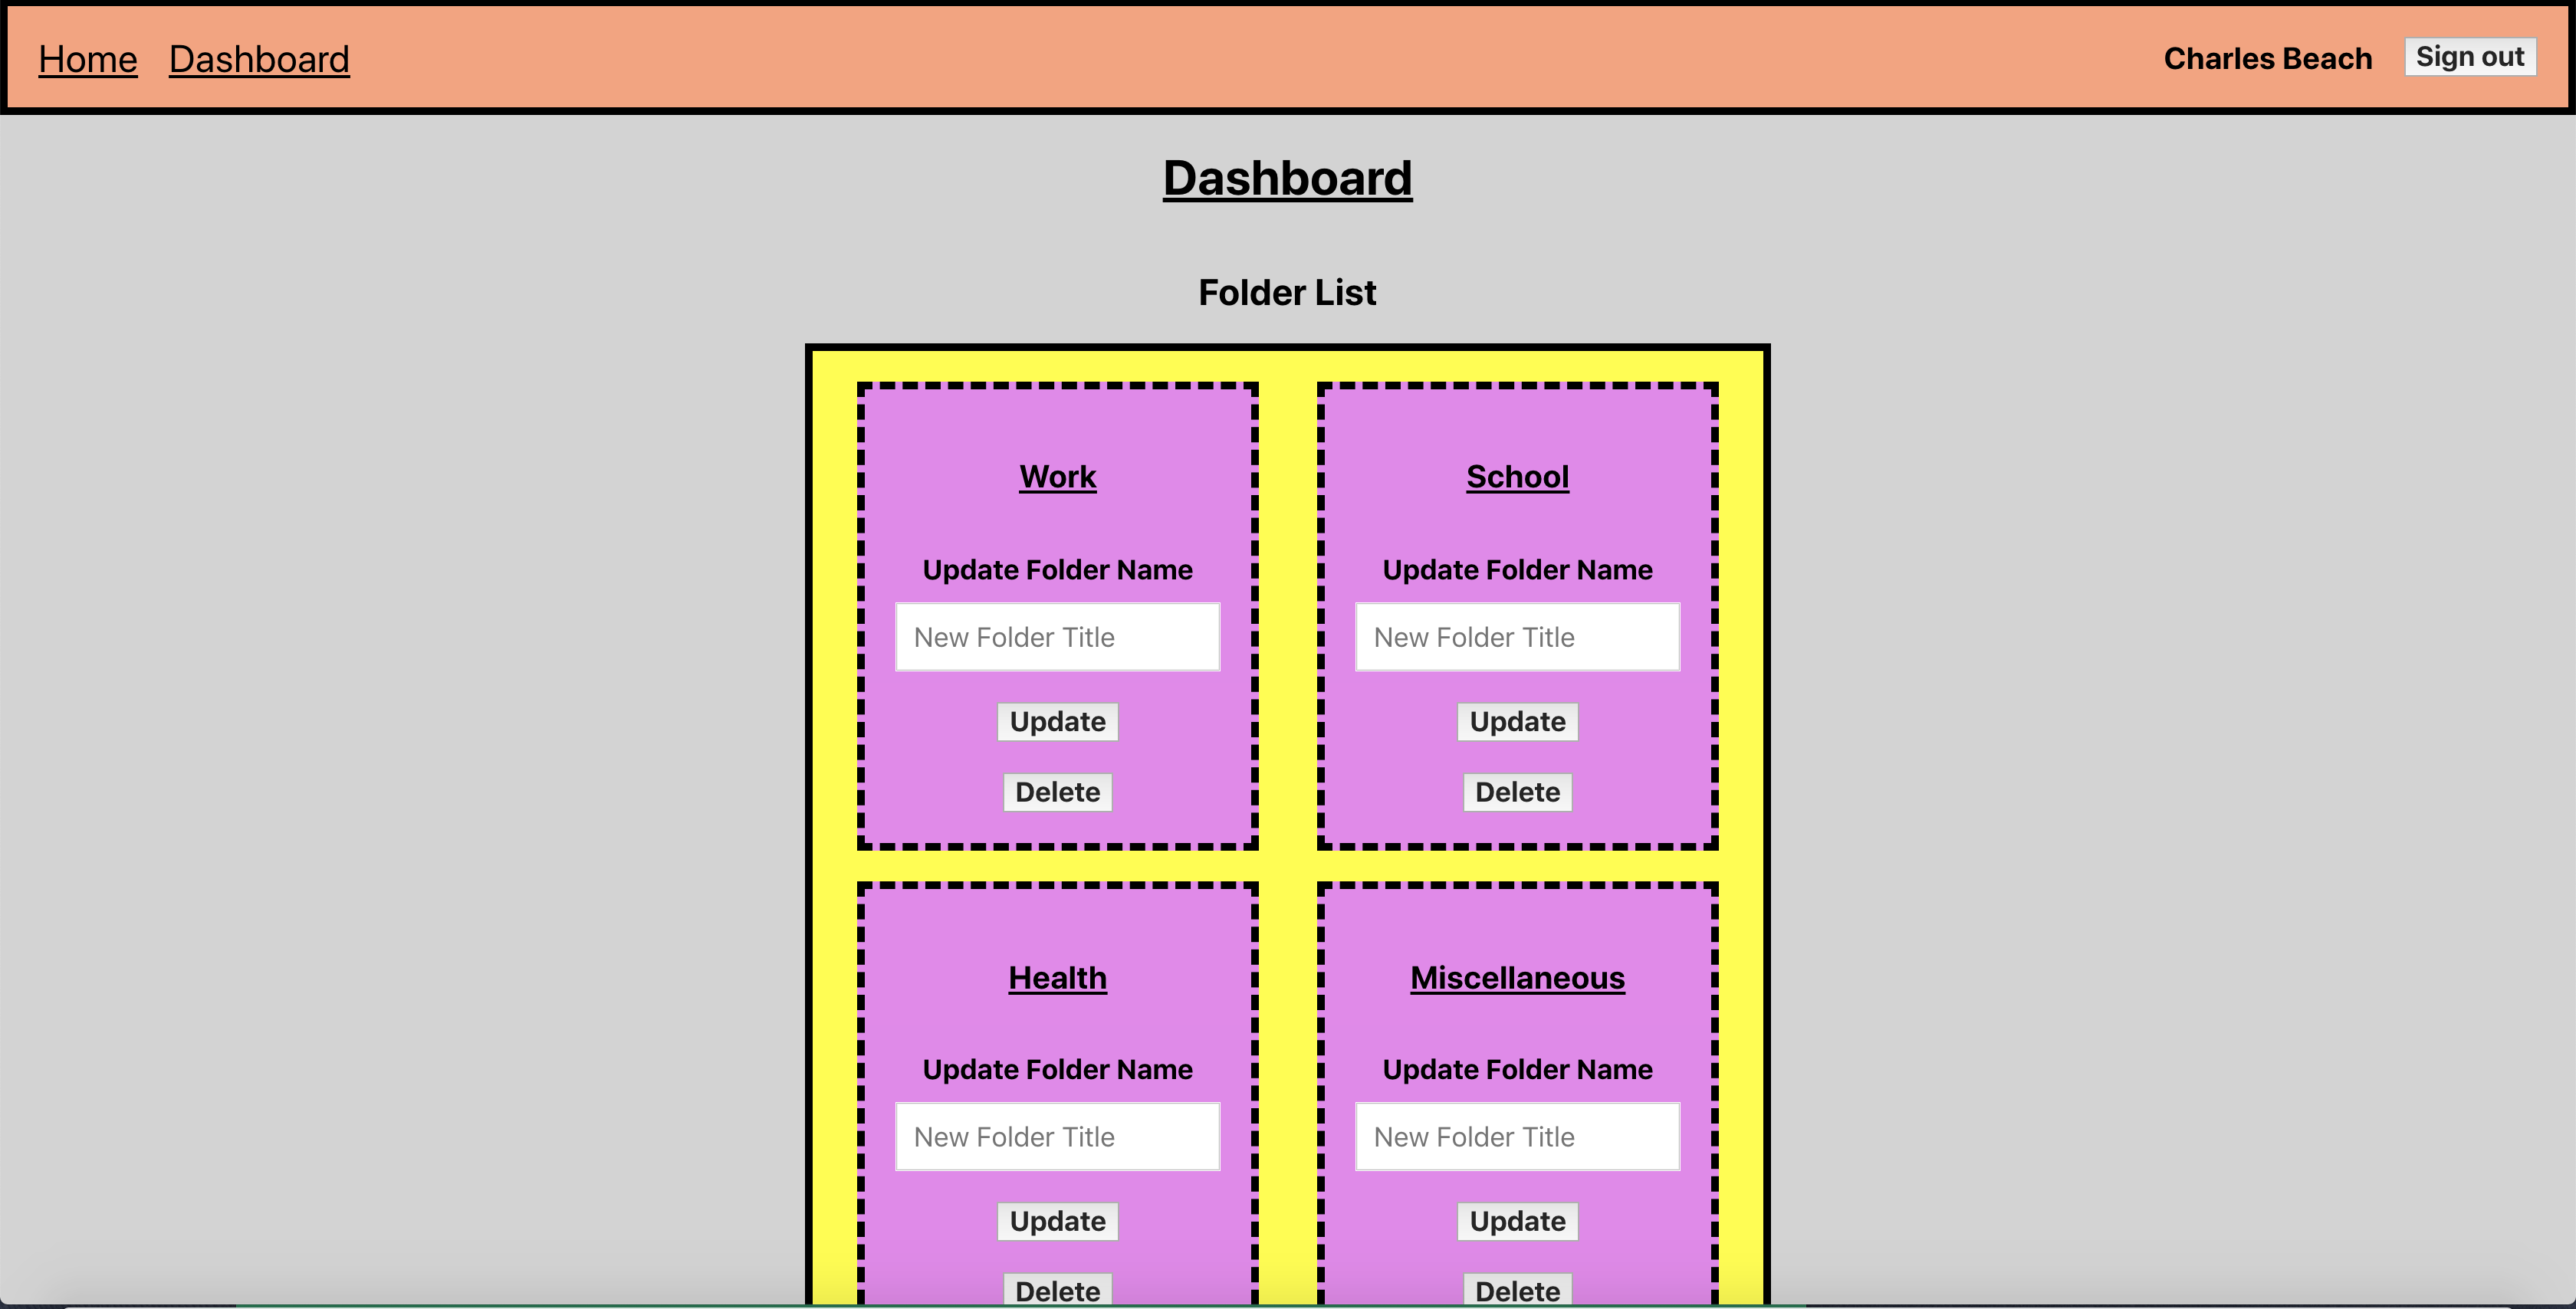 Home Dashboard Charles Beach Sign out
Dashboard
Folder List
Work
Update Folder Name
New Folder Title
Update
Delete
School
Update Folder Name
New Folder Title
Update
Delete
Health
Update Folder Name
New Folder Title
Update
Delete
Miscellaneous
Update Folder Name
New Folder Title
Update
Delete